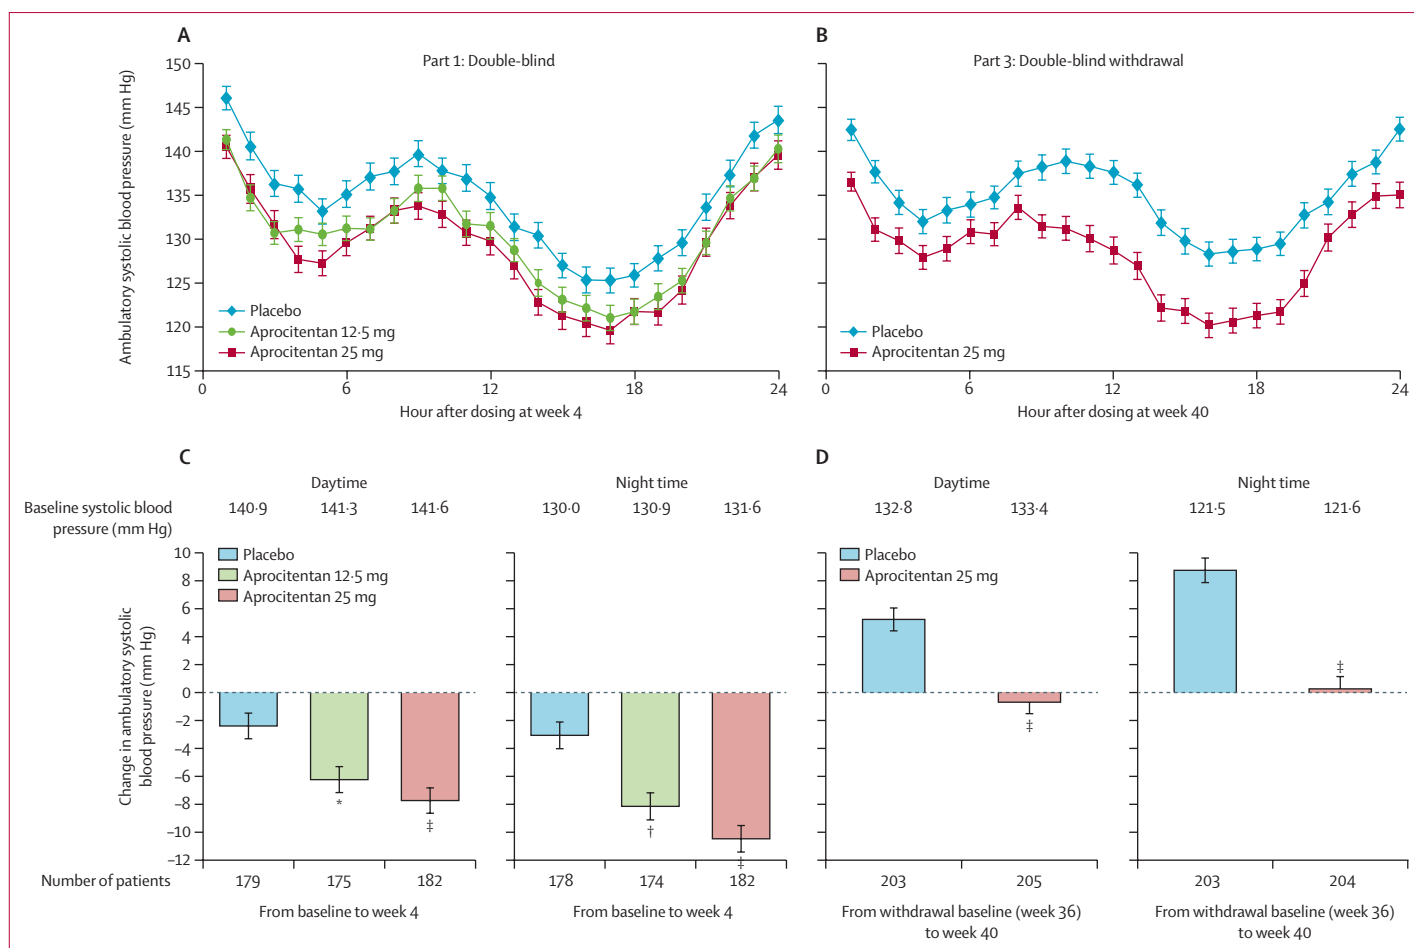 A
Part 1: Double-blind
Ambulatory systolic blood pressure (mm Hg)
150
145
140
135
130
125
120
115
Placebo
Aprocitentan 12·5 mg
Aprocitentan 25 mg
0 6 12 18 24
Hour after dosing at week 4
B
Part 3: Double-blind withdrawal
Placebo
Aprocitentan 25 mg
0 6 12 18 24
Hour after dosing at week 40
C
Daytime Night time
Baseline systolic blood
pressure (mm Hg)
140·9 141·3 141·6 130·0 130·9 131·6
Change in ambulatory systolic
blood pressure (mm Hg)
10
8
6
4
2
0
–2
–4
–6
–8
–10
–12
Placebo
Aprocitentan 12·5 mg
Aprocitentan 25 mg
*
‡
†
‡
Number of patients
179 175 182 178 174 182
From baseline to week 4
From baseline to week 4
D
Daytime Night time
132·8 133·4 121·5 121·6
Placebo
Aprocitentan 25 mg
‡
‡
203 205 203 204
From withdrawal baseline (week 36)
to week 40
From withdrawal baseline (week 36)
to week 40